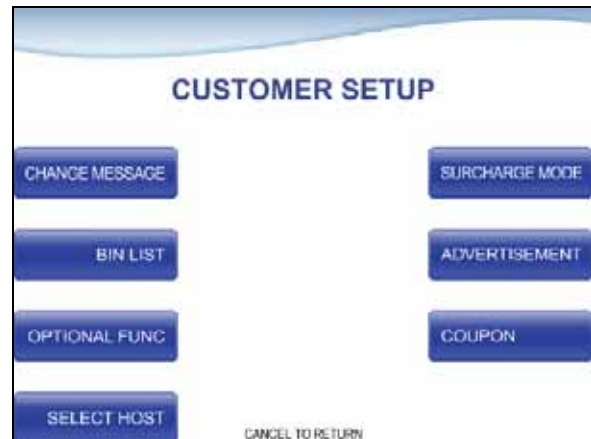 CUSTOMER SETUP
CHANGE MESSAGE
SURCHARGE MODE
BIN LIST
ADVERTISEMENT
OPTIONAL FUNC
COUPON
SELECT HOST
CANCEL TO RETURN